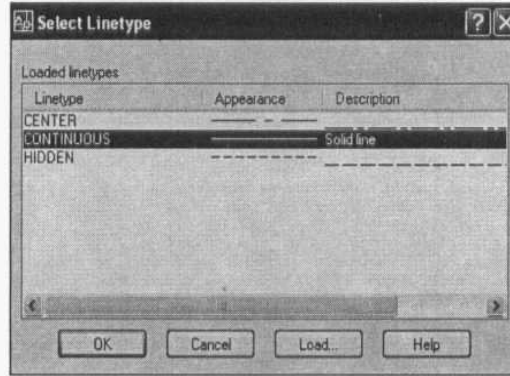 Select Linetype
Loaded linetypes
Linetype Appearance Description
CENTER
CONTINUOUS Solid line
HIDDEN
OK Cancel Load... Help